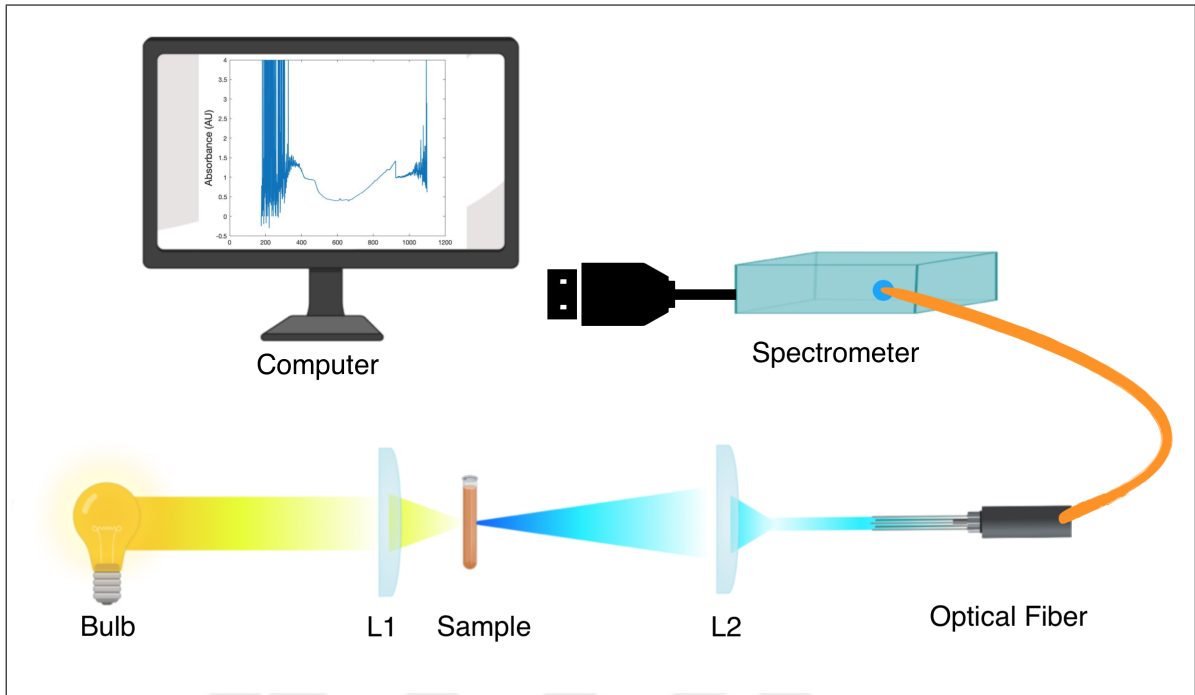 4
3.5
3
2.5
2
1.5
1
0.5
0
-0.5
Absorbance (AU)
0 200 400 600 800 1000 1200
Computer
Spectrometer
Bulb
L1
Sample
L2
Optical Fiber